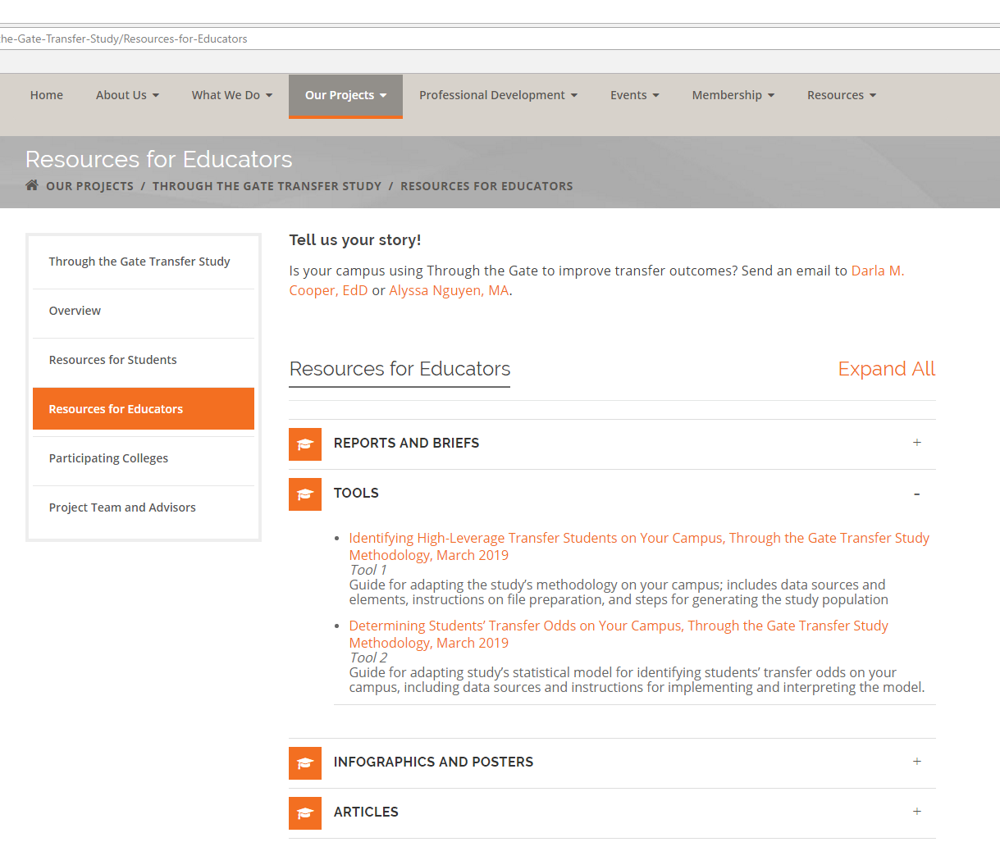 he-Gate-Transfer-Study/Resources-for-Educators
Home About Us What We Do Our Projects Professional Development Events Membership Resources
Resources for Educators
OUR PROJECTS / THROUGH THE GATE TRANSFER STUDY / RESOURCES FOR EDUCATORS
Through the Gate Transfer Study
Overview
Resources for Students
Resources for Educators
Participating Colleges
Project Team and Advisors
Tell us your story!
Is your campus using Through the Gate to improve transfer outcomes? Send an email to Darla M.
Cooper, EdD or Alyssa Nguyen, MA.
Resources for Educators
Expand All
REPORTS AND BRIEFS +
TOOLS -
• Identifying High-Leverage Transfer Students on Your Campus, Through the Gate Transfer Study
Methodology, March 2019
Tool 1
Guide for adapting the study’s methodology on your campus; includes data sources and
elements, instructions on file preparation, and steps for generating the study population
• Determining Students’ Transfer Odds on Your Campus, Through the Gate Transfer Study
Methodology, March 2019
Tool 2
Guide for adapting study’s statistical model for identifying students’ transfer odds on your
campus, including data sources and instructions for implementing and interpreting the model.
INFOGRAPHICS AND POSTERS +
ARTICLES +